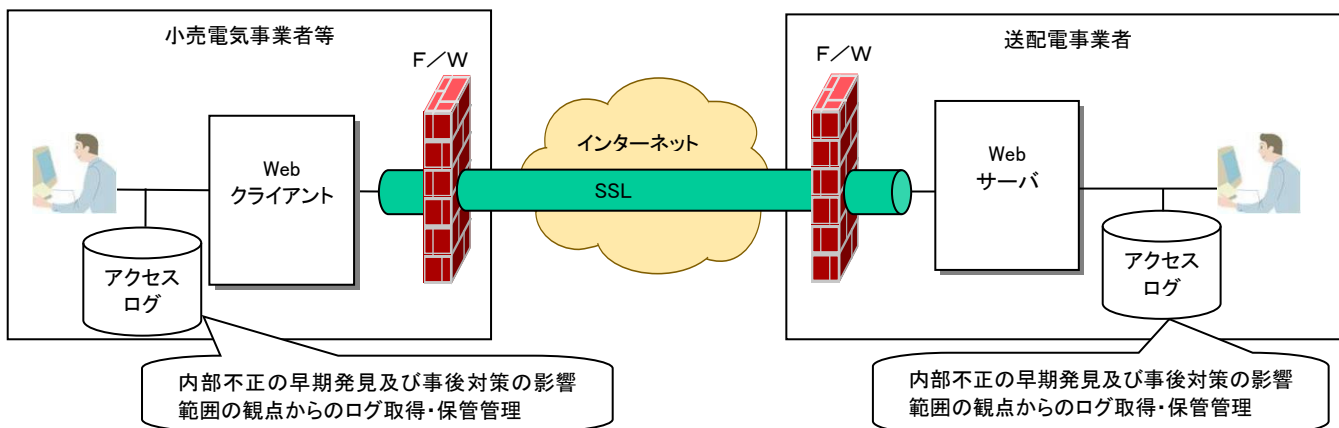 小売電気事業者等
F/W
Web
クライアント
アクセス
ログ
内部不正の早期発見及び事後対策の影響
範囲の観点からのログ取得・保管管理
インターネット
SSL
送配電事業者
F/W
Web
サーバ
アクセス
ログ
内部不正の早期発見及び事後対策の影響
範囲の観点からのログ取得・保管管理